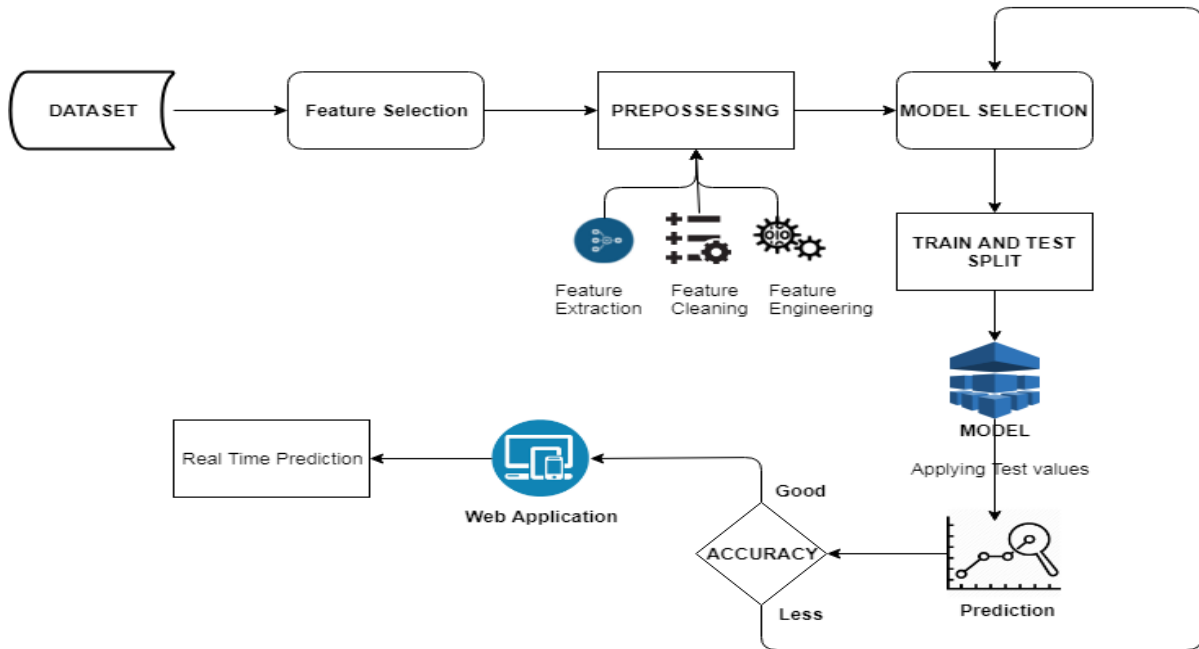 DATASET
Feature Selection
PREPOSSESSING
MODEL SELECTION
TRAIN AND TEST
SPLIT
Feature
Extraction
Feature
Cleaning
Feature
Engineering
MODEL
Applying Test values
Prediction
ACCURACY
Good
Less
Web Application
Real Time Prediction